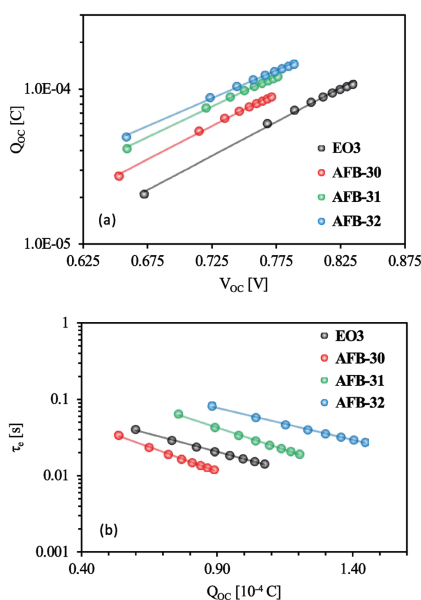 1.0E-04
Q_OC [C]
EO3
AFB-30
AFB-31
AFB-32
(a)
1.0E-05
0.625 0.675 0.725 0.775 0.825 0.875
V_OC [V]
1
EO3
AFB-30
AFB-31
AFB-32
0.1
τ_e [s]
0.01
(b)
0.001
0.40 0.90 1.40
Q_OC [10⁻⁴ C]